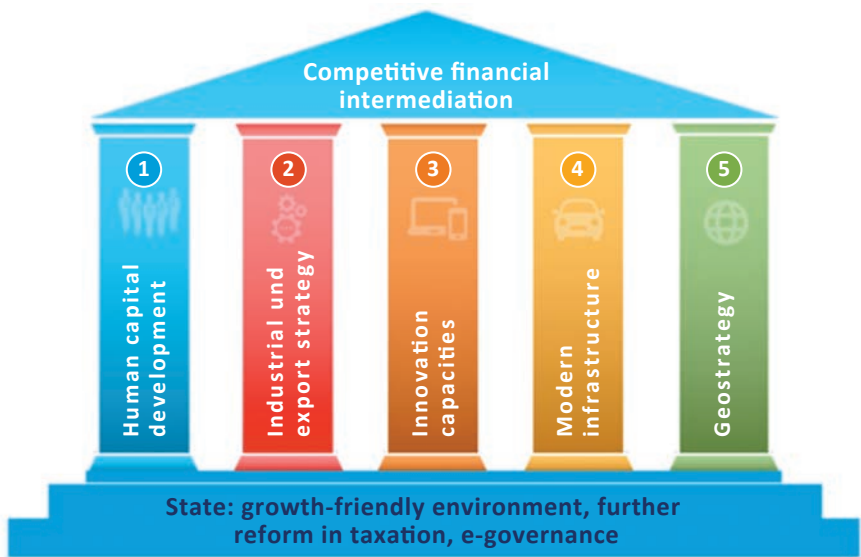 Competitive financial
intermediation
1
Human capital
development
2
Industrial und
export strategy
3
Innovation
capacities
4
Modern
infrastructure
5
Geostrategy
State: growth-friendly environment, further
reform in taxation, e-governance